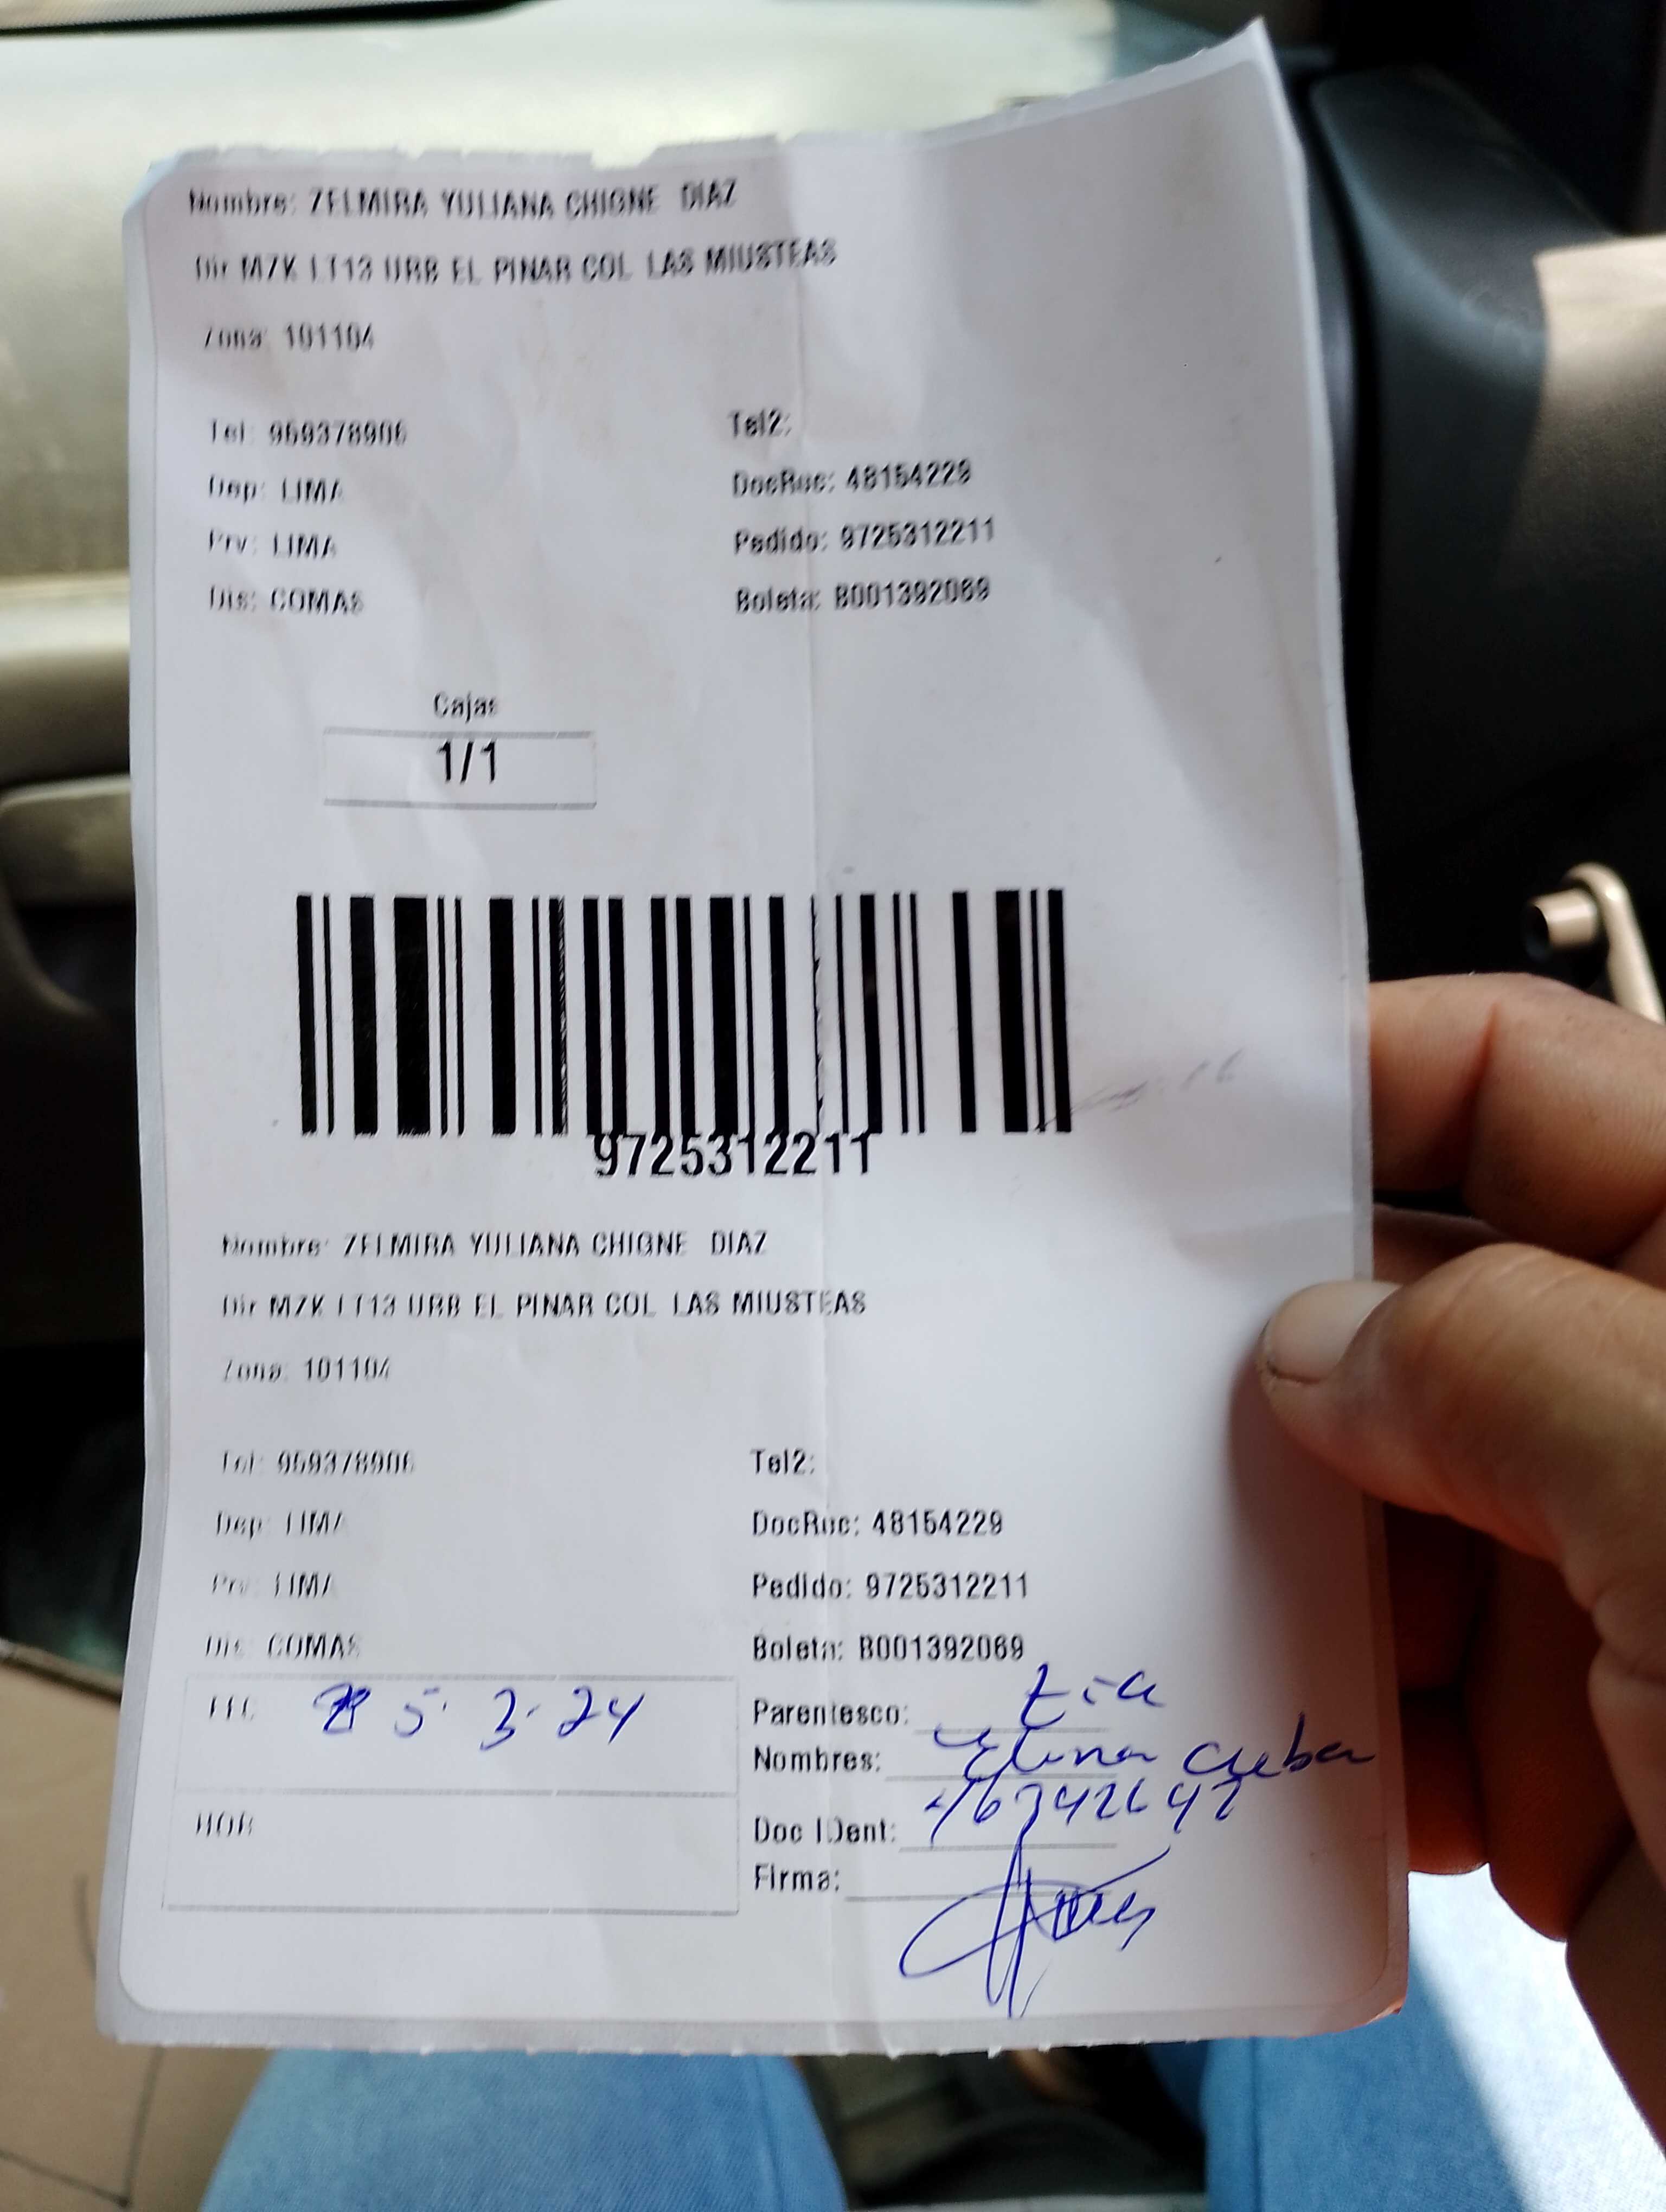 Nombre: ZELMIRA YULIANA CHIGNE DIAZ
Dir MZK LT13 URB EL PINAR COL LAS MIUSTEAS
Zona: 101104
Tel: 959378906 Tel2:
Dep: LIMA DocRuc: 48154229
Prv: LIMA Pedido: 9725312211
Dis: COMAS Boleta: B001392069
Cajas
1/1
9725312211
Nombre: ZELMIRA YULIANA CHIGNE DIAZ
Dir MZK LT13 URB EL PINAR COL LAS MIUSTEAS
Zona: 101104
Tel: 959378906 Tel2:
Dep: LIMA DocRuc: 48154229
Prv: LIMA Pedido: 9725312211
Dis: COMAS Boleta: B001392069
5.3.24 Parentesco: tia
Nombres:
HOR Doc IDent:
Firma: